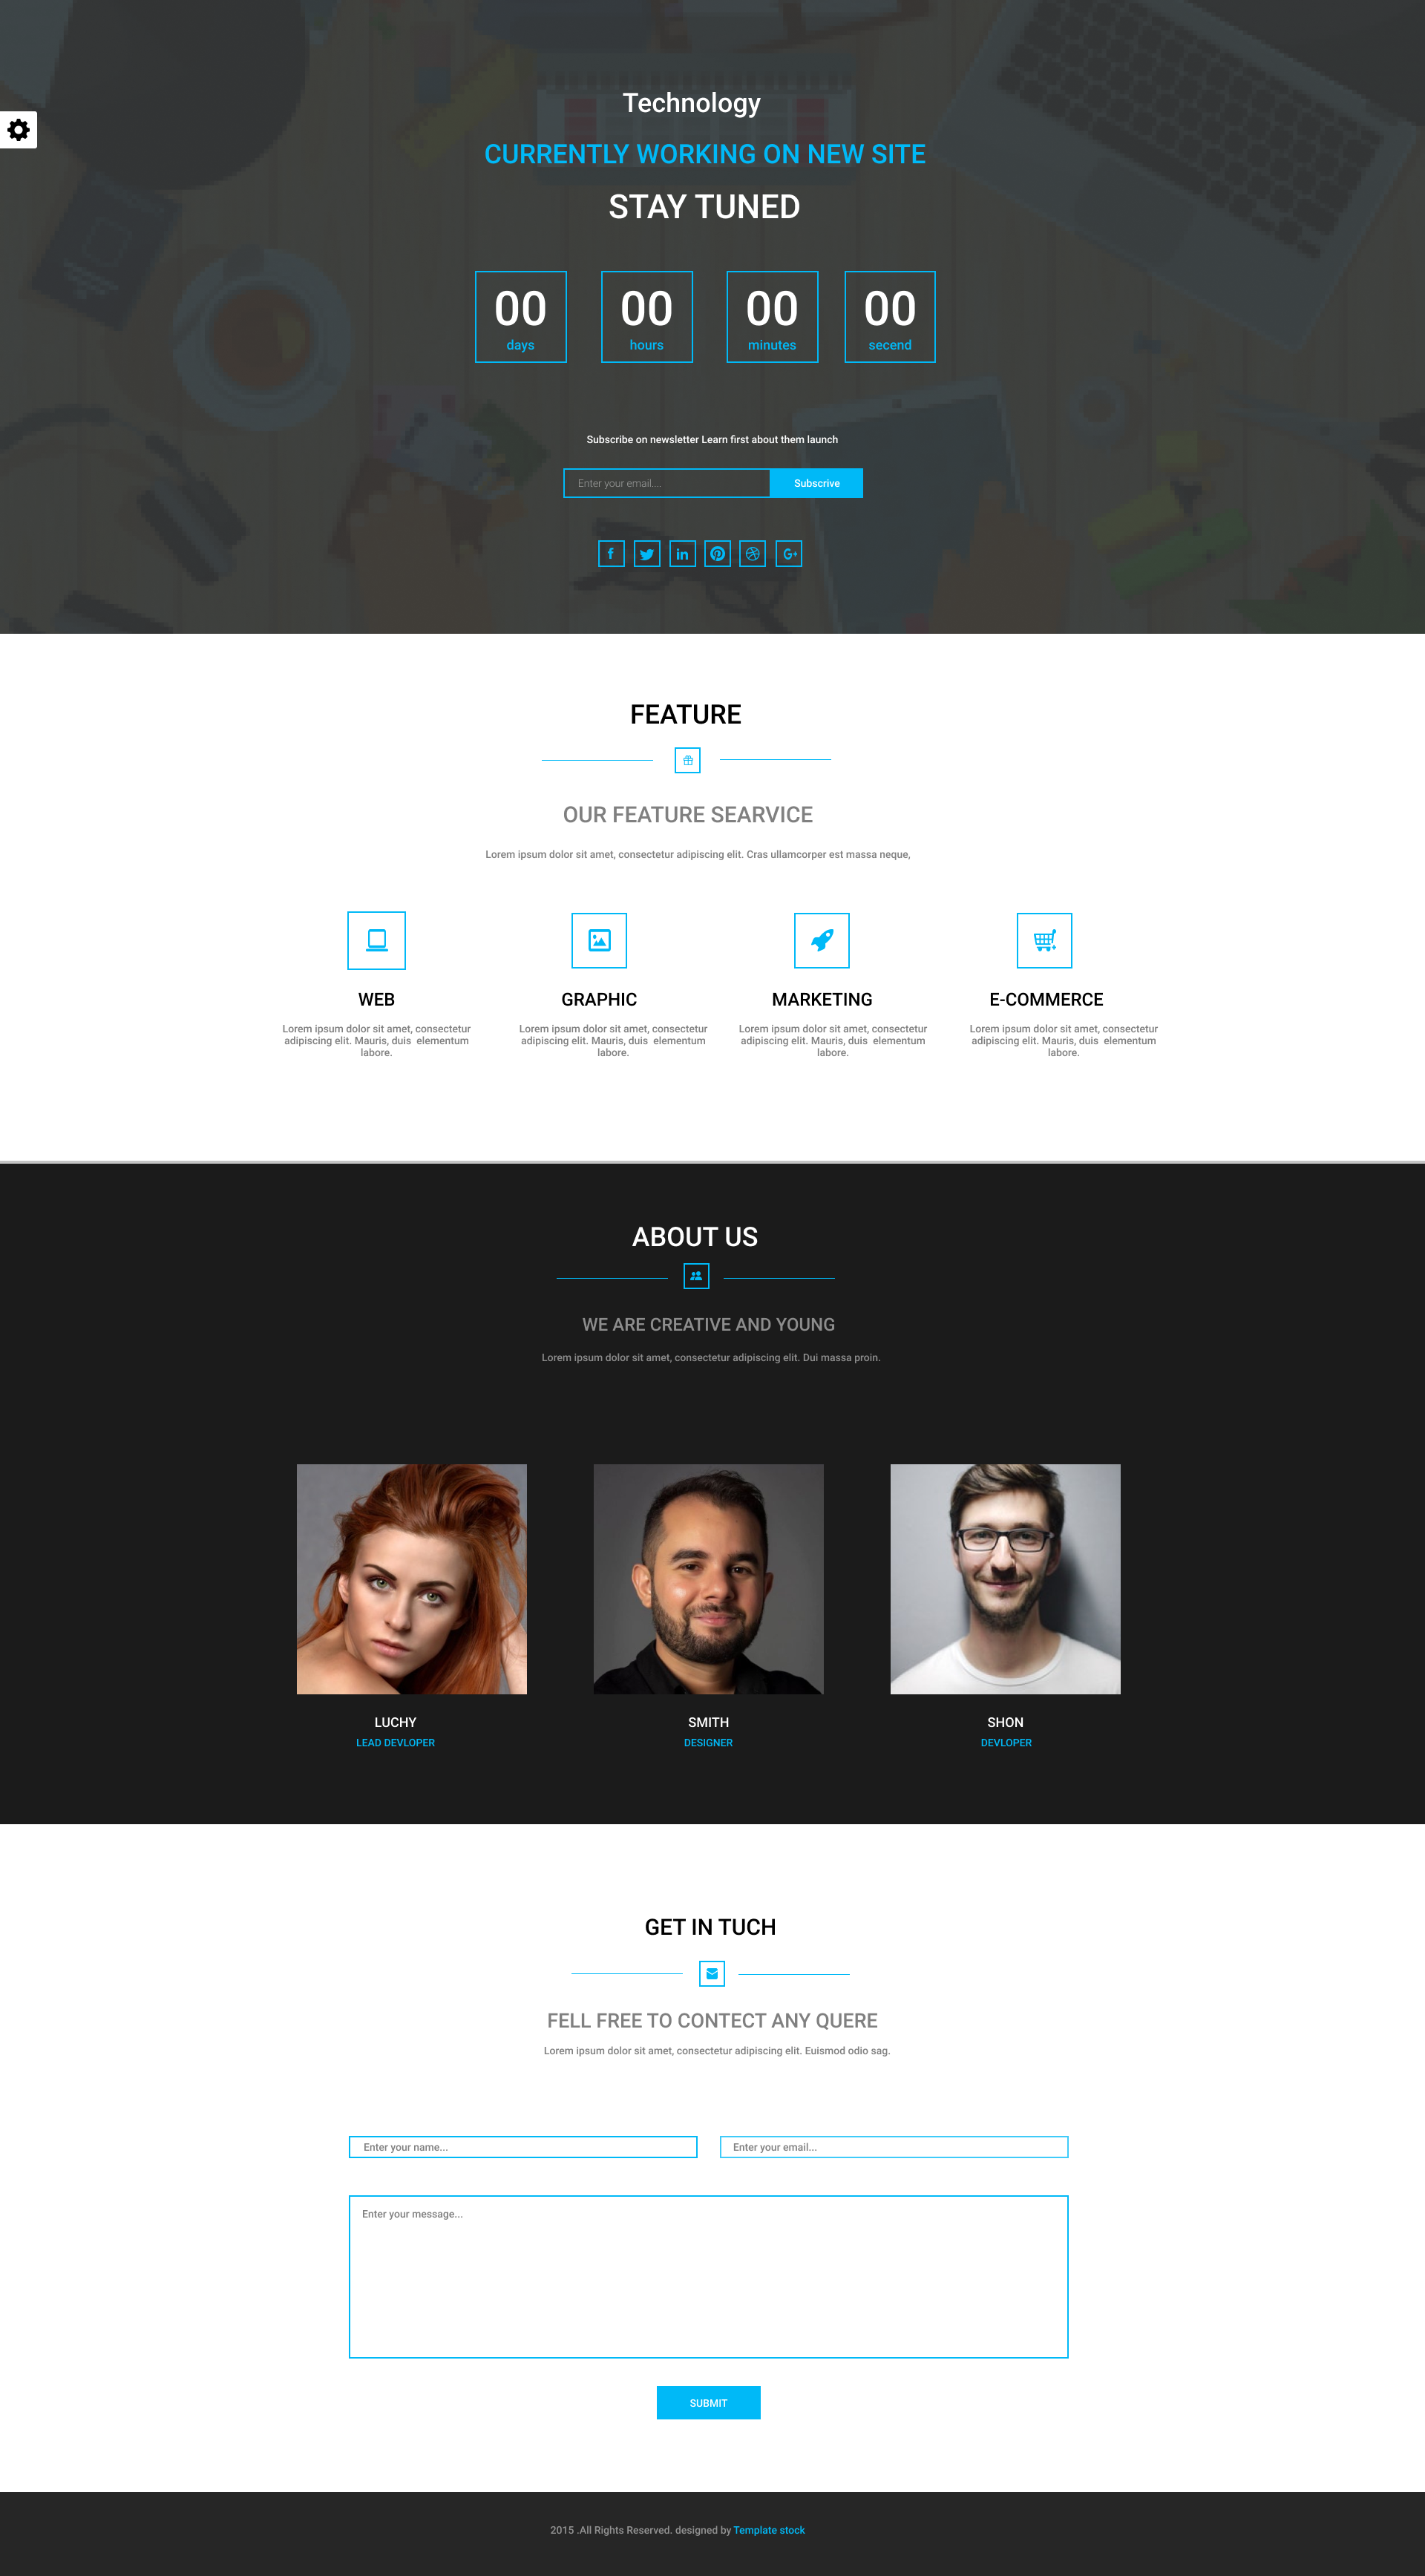 Technology
CURRENTLY WORKING ON NEW SITE
STAY TUNED
00 00 00 00
days hours minutes secend
Subscribe on newsletter Learn first about them launch
Enter your email.... Subscrive
FEATURE
OUR FEATURE SEARVICE
Lorem ipsum dolor sit amet, consectetur adipiscing elit. Cras ullamcorper est massa neque,
WEB
Lorem ipsum dolor sit amet, consectetur
adipiscing elit. Mauris, duis elementum
labore.
GRAPHIC
Lorem ipsum dolor sit amet, consectetur
adipiscing elit. Mauris, duis elementum
labore.
MARKETING
Lorem ipsum dolor sit amet, consectetur
adipiscing elit. Mauris, duis elementum
labore.
E-COMMERCE
Lorem ipsum dolor sit amet, consectetur
adipiscing elit. Mauris, duis elementum
labore.
ABOUT US
WE ARE CREATIVE AND YOUNG
Lorem ipsum dolor sit amet, consectetur adipiscing elit. Dui massa proin.
LUCHY
LEAD DEVLOPER
SMITH
DESIGNER
SHON
DEVLOPER
GET IN TUCH
FELL FREE TO CONTECT ANY QUERE
Lorem ipsum dolor sit amet, consectetur adipiscing elit. Euismod odio sag.
Enter your name...
Enter your email...
Enter your message...
SUBMIT
2015 .All Rights Reserved. designed by Template stock